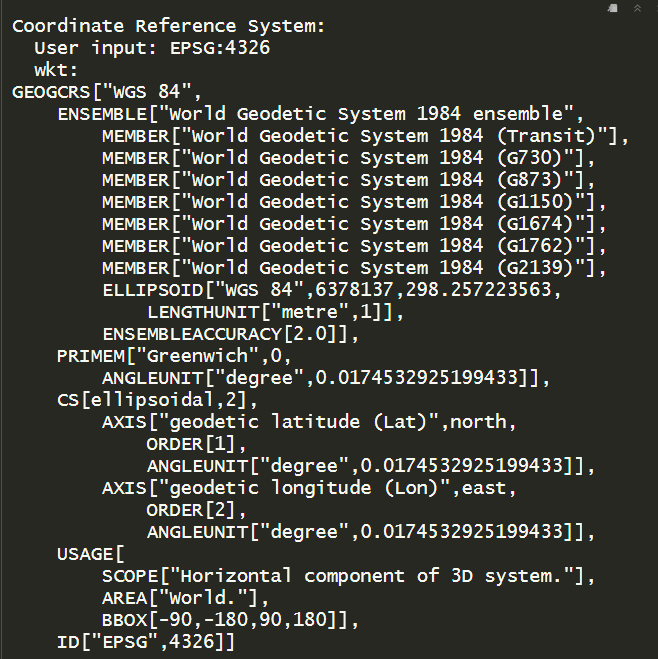 Coordinate Reference System:
  User input: EPSG:4326
  wkt:
GEOGCRS["WGS 84",
    ENSEMBLE["World Geodetic System 1984 ensemble",
        MEMBER["World Geodetic System 1984 (Transit)"],
        MEMBER["World Geodetic System 1984 (G730)"],
        MEMBER["World Geodetic System 1984 (G873)"],
        MEMBER["World Geodetic System 1984 (G1150)"],
        MEMBER["World Geodetic System 1984 (G1674)"],
        MEMBER["World Geodetic System 1984 (G1762)"],
        MEMBER["World Geodetic System 1984 (G2139)"],
        ELLIPSOID["WGS 84",6378137,298.257223563,
            LENGTHUNIT["metre",1]],
        ENSEMBLEACCURACY[2.0]],
    PRIMEM["Greenwich",0,
        ANGLEUNIT["degree",0.0174532925199433]],
    CS[ellipsoidal,2],
        AXIS["geodetic latitude (Lat)",north,
            ORDER[1],
            ANGLEUNIT["degree",0.0174532925199433]],
        AXIS["geodetic longitude (Lon)",east,
            ORDER[2],
            ANGLEUNIT["degree",0.0174532925199433]],
    USAGE[
        SCOPE["Horizontal component of 3D system."],
        AREA["World."],
        BBOX[-90,-180,90,180]],
    ID["EPSG",4326]]